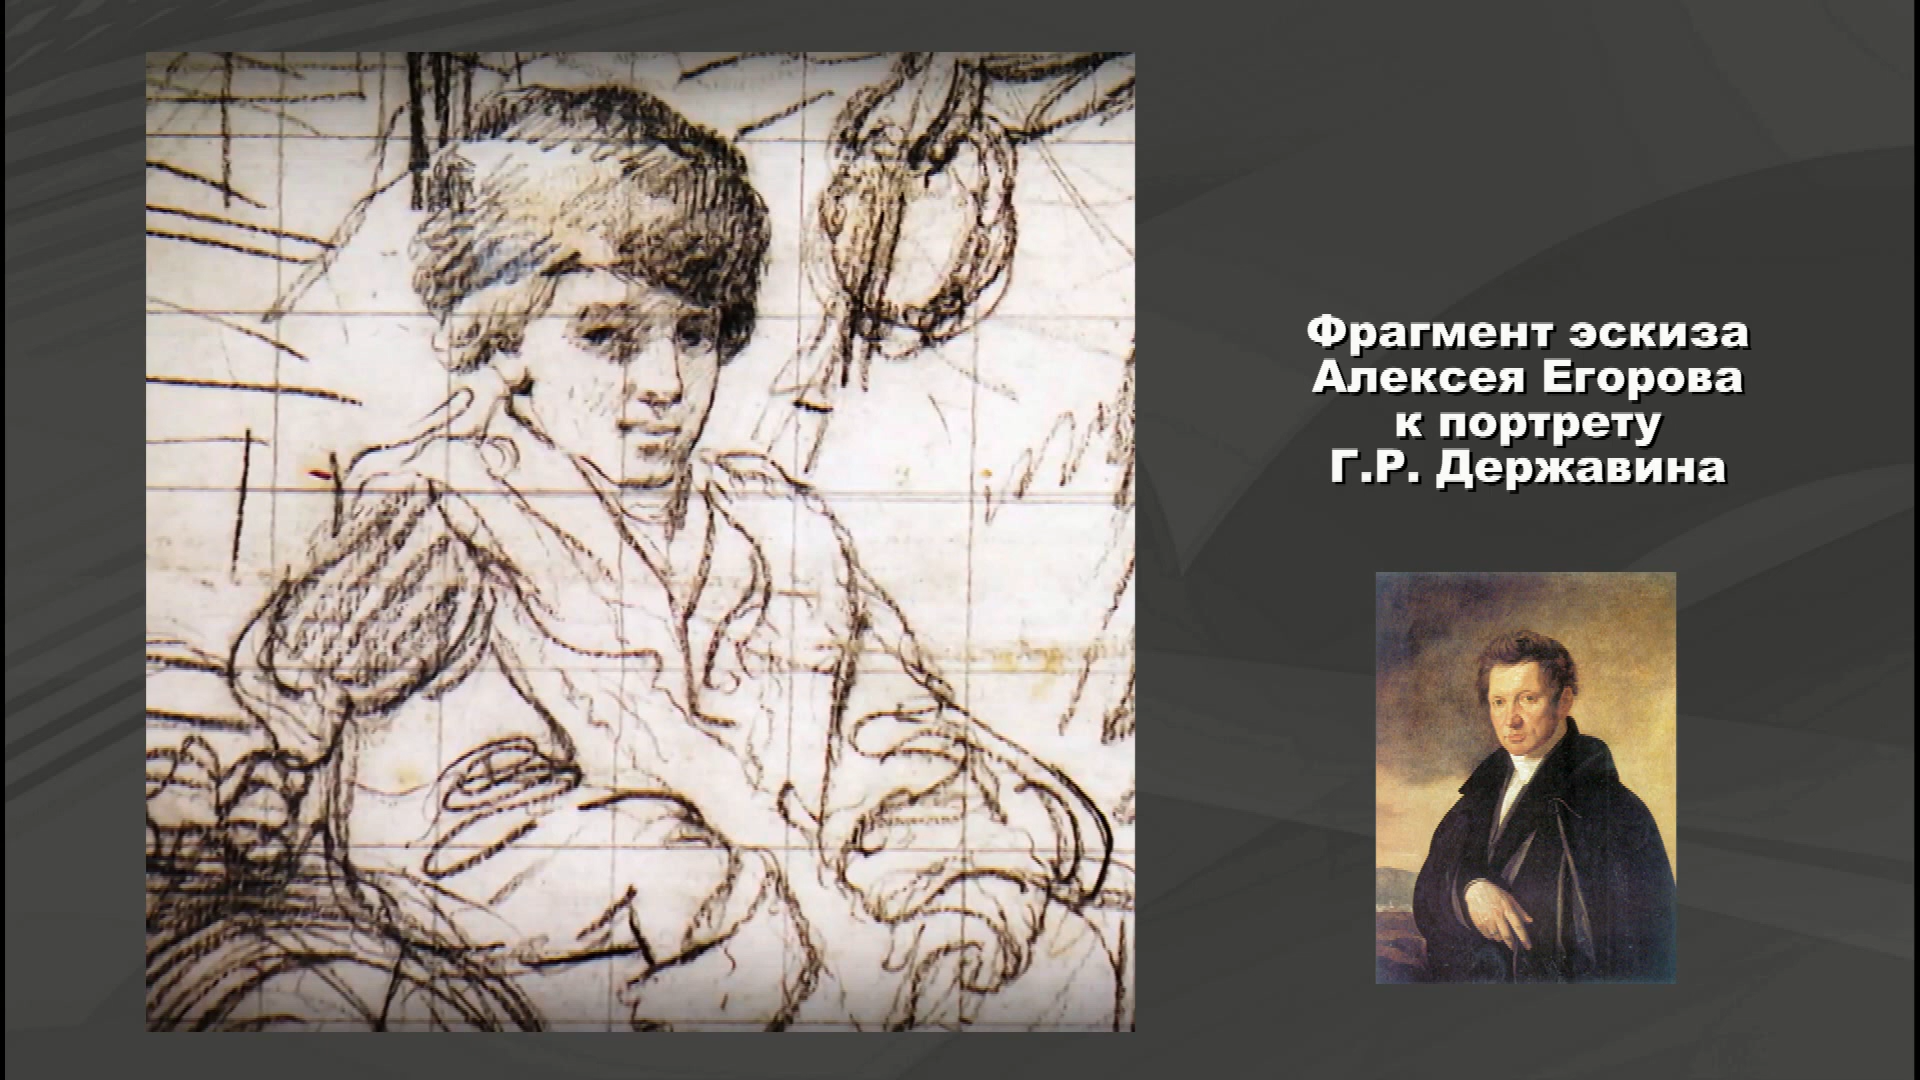 Фрагмент эскиза
Алексея Егорова
к портрету
Г.Р. Державина